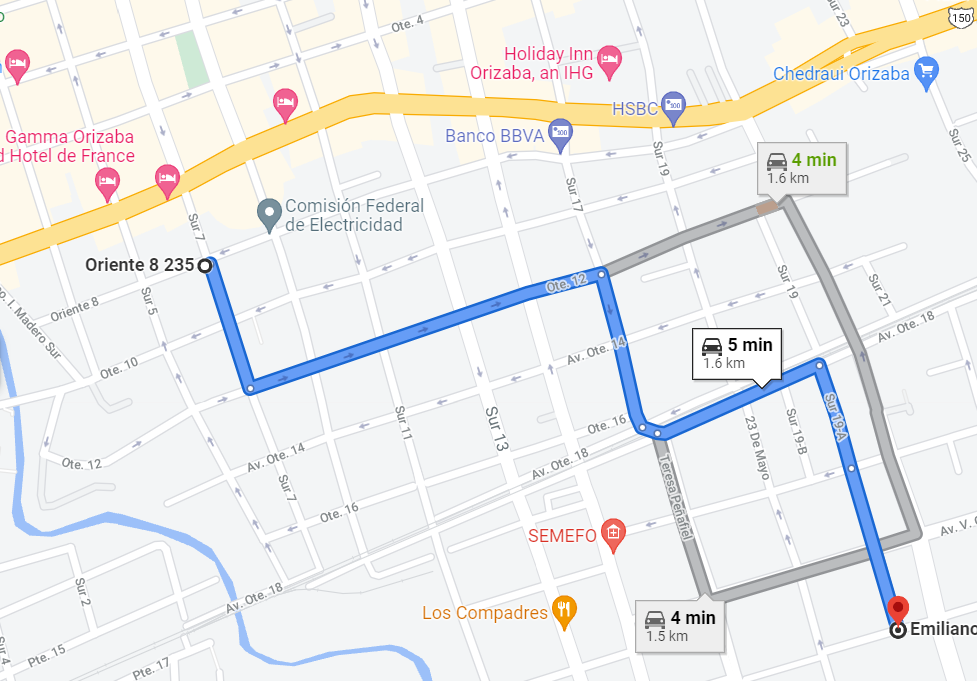 Ote. 4
Sur 23
150
Holiday Inn
Orizaba, an IHG
Chedraui Orizaba
HSBC
Gamma Orizaba
d Hotel de France
Banco BBVA
Sur 25
Sur 19
4 min
1.6 km
Sur 17
Comisión Federal
de Electricidad
Sur 7
Oriente 8 235
Sur 5
Oriente 8
o. I. Madero Sur
Ote. 12
Sur 19
Sur 21
Av. Ote. 18
Av. Ote. 14
5 min
1.6 km
Ote. 10
Sur 11
Sur 13
Ote. 16
Sur 19-A
Sur 19-B
23 De Mayo
Ote. 12
Av. Ote. 14
Av. Ote. 18
Sur 7
Teresa Peñafiel
Ote. 16
SEMEFO
Av. V. G
Sur 2
Av. Ote. 18
Los Compadres
4 min
1.5 km
Emiliano
Sur 4
Pte. 15
Pte. 17